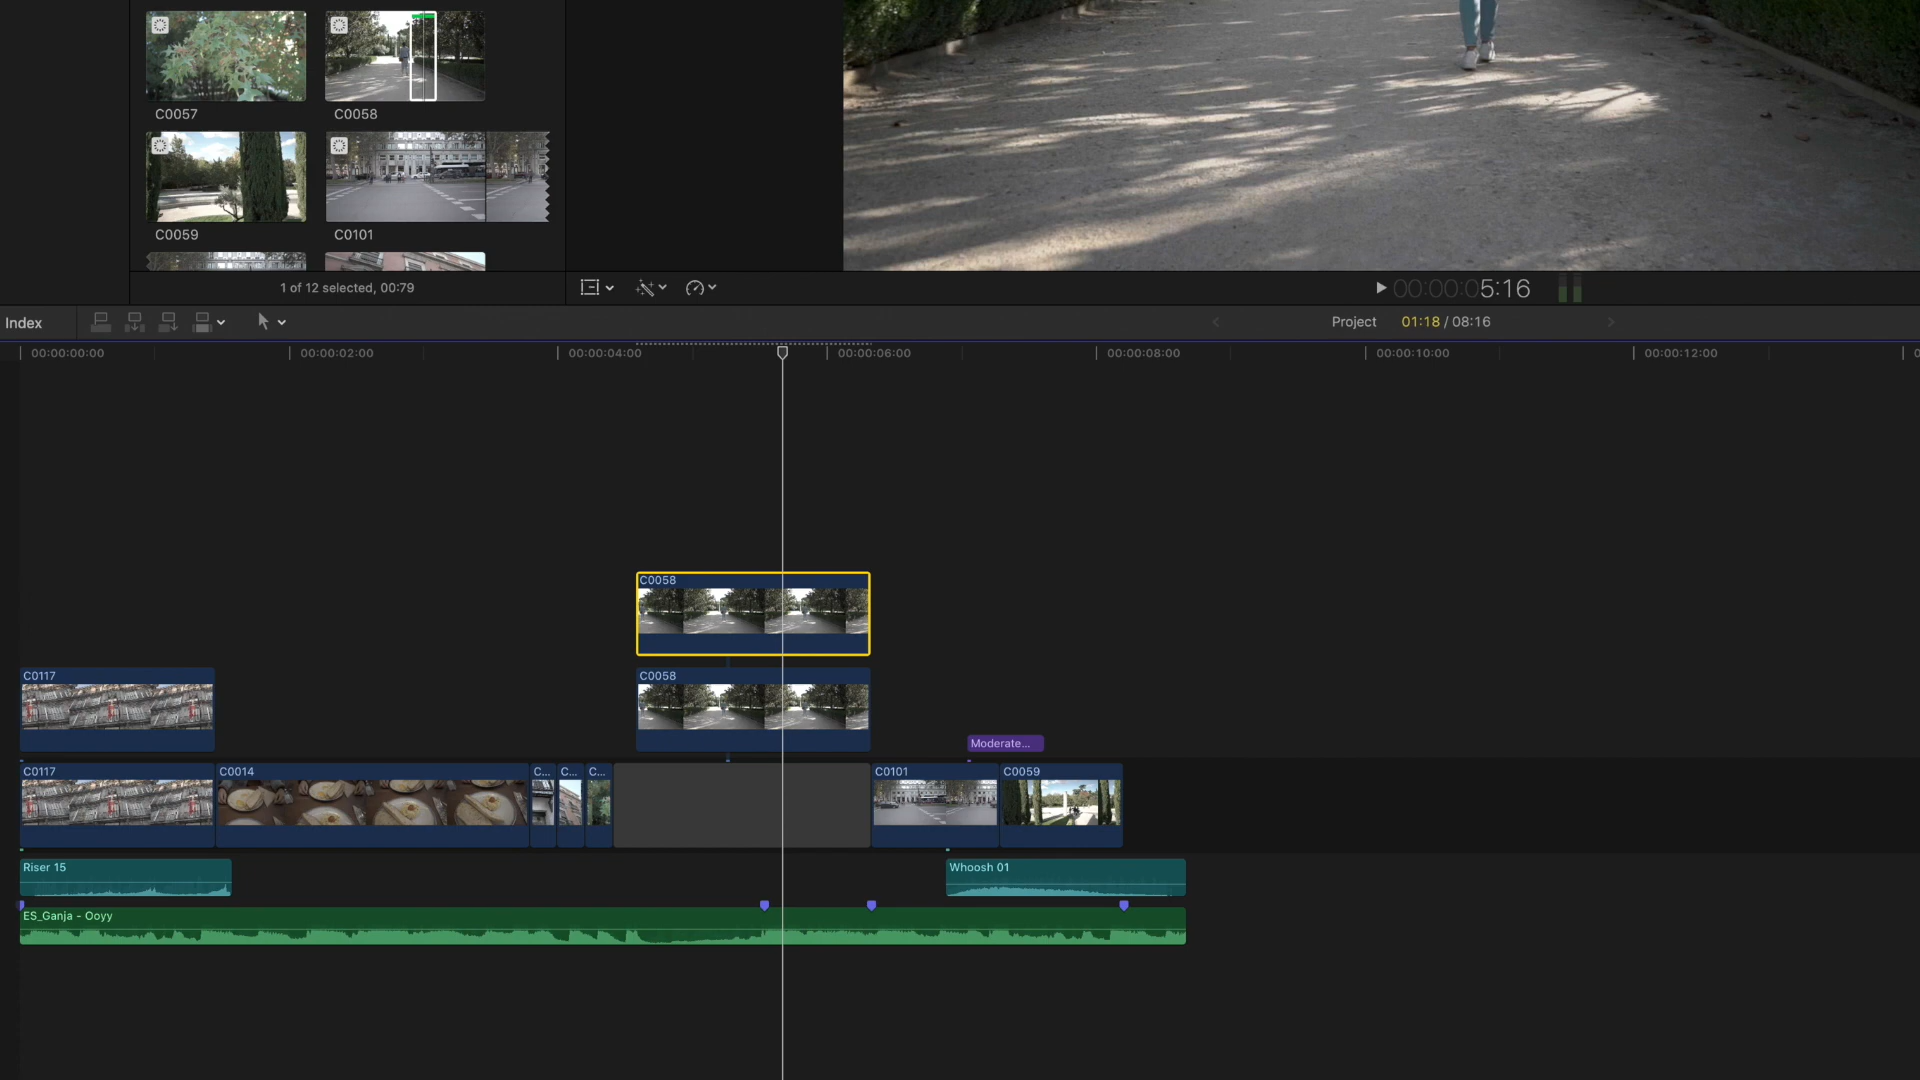 C0057
C0058
C0059
C0101
1 of 12 selected, 00:79
00:00:00:05:16
Index
Project 01:18 / 08:16
00:00:00:00
00:00:02:00
00:00:04:00
00:00:06:00
00:00:08:00
00:00:10:00
00:00:12:00
0
C0058
C0117
C0058
Moderate...
C0117
C0014
C...
C...
C...
C0101
C0059
Riser 15
Whoosh 01
ES_Ganja - Ooyy